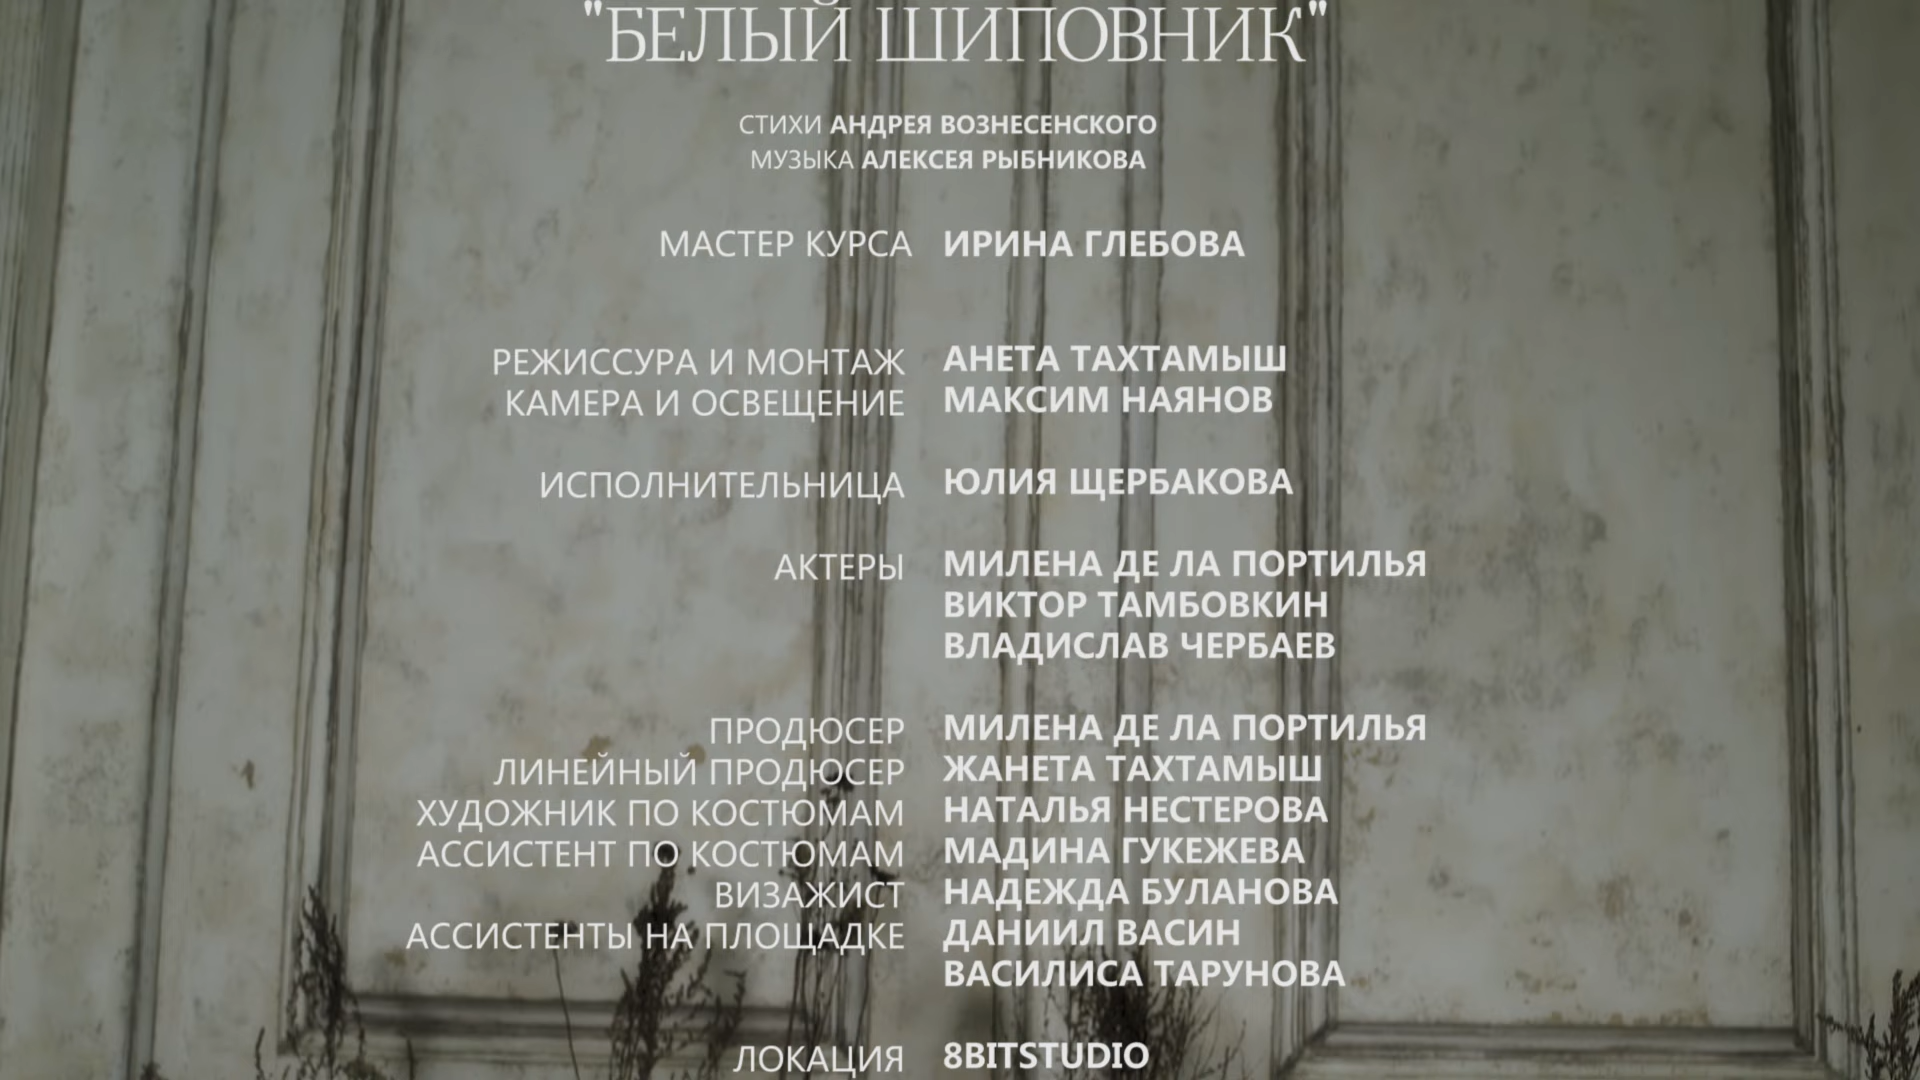 "БЕЛЫЙ ШИПОВНИК"
СТИХИ АНДРЕЯ ВОЗНЕСЕНСКОГО
МУЗЫКА АЛЕКСЕЯ РЫБНИКОВА
МАСТЕР КУРСА ИРИНА ГЛЕБОВА
РЕЖИССУРА И МОНТАЖ АНЕТА ТАХТАМЫШ
КАМЕРА И ОСВЕЩЕНИЕ МАКСИМ НАЯНОВ
ИСПОЛНИТЕЛЬНИЦА ЮЛИЯ ЩЕРБАКОВА
АКТЕРЫ МИЛЕНА ДЕ ЛА ПОРТИЛЬЯ
ВИКТОР ТАМБОВКИН
ВЛАДИСЛАВ ЧЕРБАЕВ
ПРОДЮСЕР МИЛЕНА ДЕ ЛА ПОРТИЛЬЯ
ЛИНЕЙНЫЙ ПРОДЮСЕР ЖАНЕТА ТАХТАМЫШ
ХУДОЖНИК ПО КОСТЮМАМ НАТАЛЬЯ НЕСТЕРОВА
АССИСТЕНТ ПО КОСТЮМАМ МАДИНА ГУКЕЖЕВА
ВИЗАЖИСТ НАДЕЖДА БУЛАНОВА
АССИСТЕНТЫ НА ПЛОЩАДКЕ ДАНИИЛ ВАСИН
ВАСИЛИСА ТАРУНОВА
ЛОКАЦИЯ 8BITSTUDIO